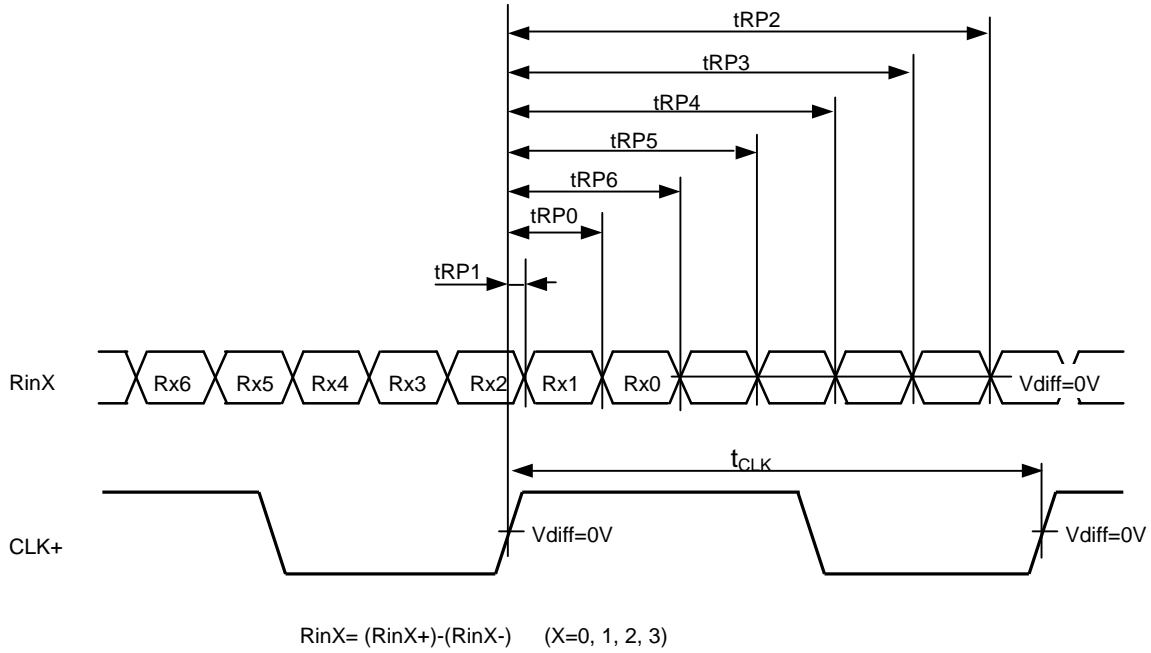 tRP2
tRP3
tRP4
tRP5
tRP6
tRP0
tRP1
RinX Rx6 Rx5 Rx4 Rx3 Rx2 Rx1 Rx0 Vdiff=0V
tCLK
CLK+ Vdiff=0V Vdiff=0V
RinX= (RinX+)-(RinX-) (X=0, 1, 2, 3)